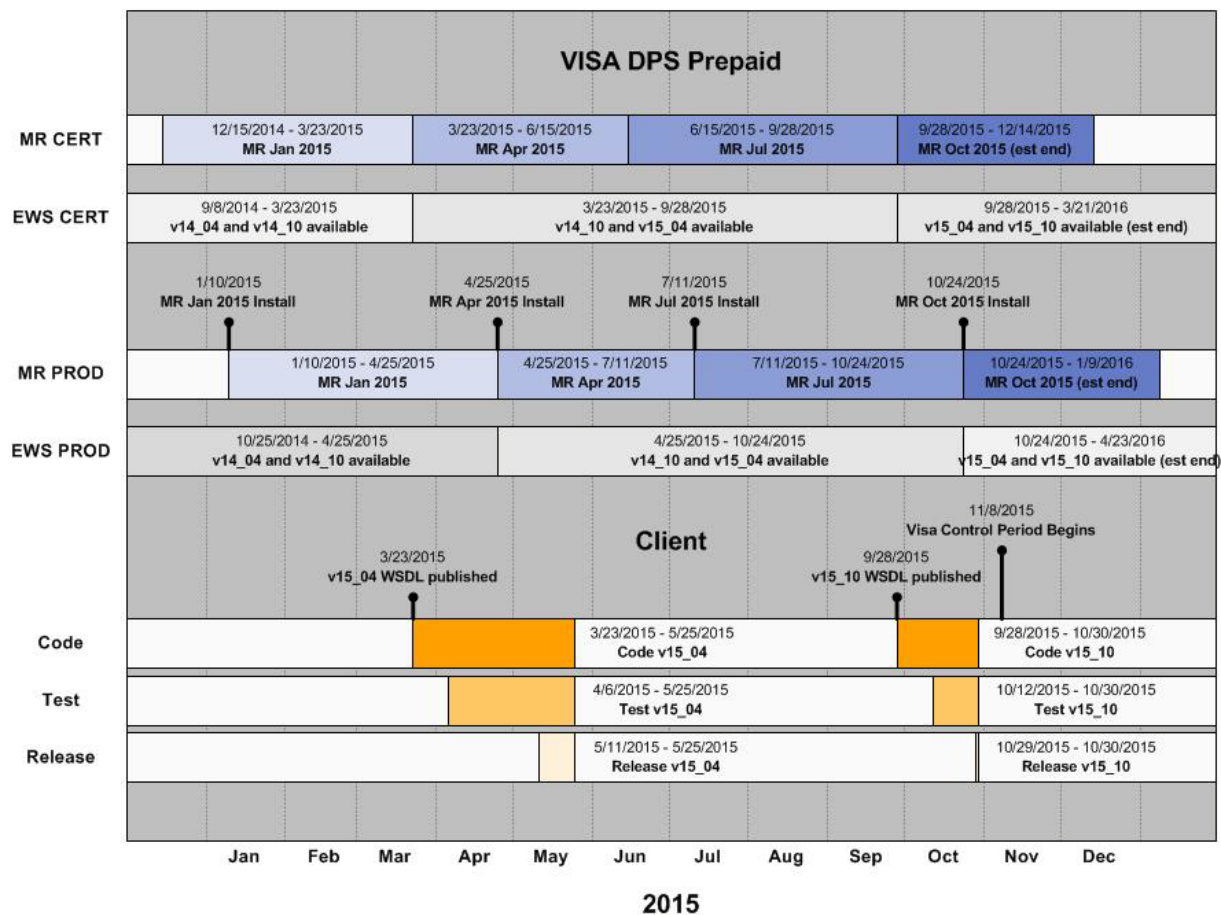 VISA DPS Prepaid
MR CERT
12/15/2014 - 3/23/2015
MR Jan 2015
3/23/2015 - 6/15/2015
MR Apr 2015
6/15/2015 - 9/28/2015
MR Jul 2015
9/28/2015 - 12/14/2015
MR Oct 2015 (est end)
EWS CERT
9/8/2014 - 3/23/2015
v14_04 and v14_10 available
3/23/2015 - 9/28/2015
v14_10 and v15_04 available
9/28/2015 - 3/21/2016
v15_04 and v15_10 available (est end)
1/10/2015
MR Jan 2015 Install
4/25/2015
MR Apr 2015 Install
7/11/2015
MR Jul 2015 Install
10/24/2015
MR Oct 2015 Install
MR PROD
1/10/2015 - 4/25/2015
MR Jan 2015
4/25/2015 - 7/11/2015
MR Apr 2015
7/11/2015 - 10/24/2015
MR Jul 2015
10/24/2015 - 1/9/2016
MR Oct 2015 (est end)
EWS PROD
10/25/2014 - 4/25/2015
v14_04 and v14_10 available
4/25/2015 - 10/24/2015
v14_10 and v15_04 available
10/24/2015 - 4/23/2016
v15_04 and v15_10 available (est end)
Client
11/8/2015
Visa Control Period Begins
3/23/2015
v15_04 WSDL published
9/28/2015
v15_10 WSDL published
Code
3/23/2015 - 5/25/2015
Code v15_04
9/28/2015 - 10/30/2015
Code v15_10
Test
4/6/2015 - 5/25/2015
Test v15_04
10/12/2015 - 10/30/2015
Test v15_10
Release
5/11/2015 - 5/25/2015
Release v15_04
10/29/2015 - 10/30/2015
Release v15_10
Jan Feb Mar Apr May Jun Jul Aug Sep Oct Nov Dec
2015